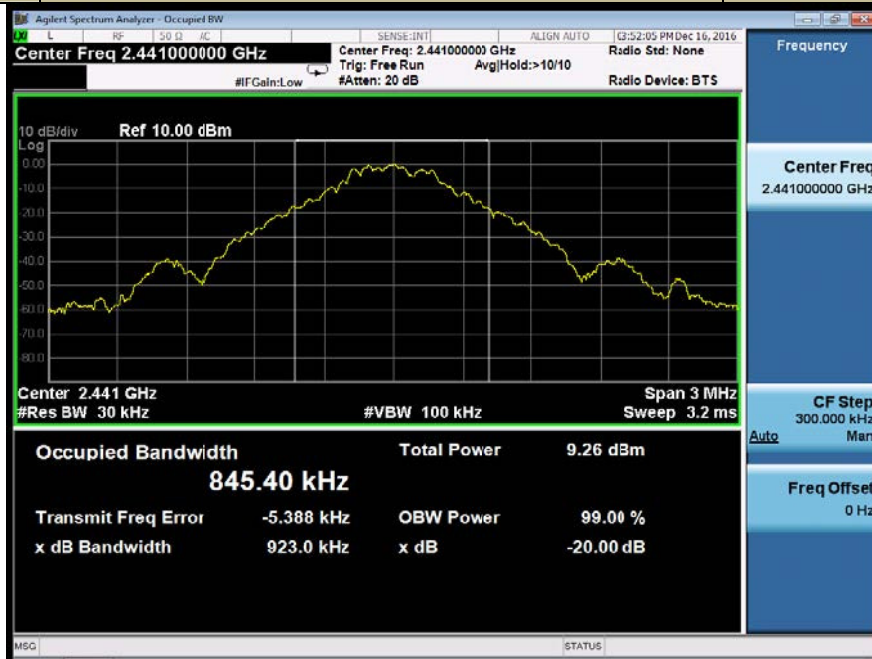 Agilent Spectrum Analyzer - Occupiel BW
LXI L RF 50 Ω AC SENSE:INT ALIGN AUTO 03:52:05 PM Dec 16, 2016
Center Freq 2.441000000 GHz
Center Freq: 2.441000000 GHz
Radio Std: None
Trig: Free Run Avg|Hold:>10/10
#IFGain:Low #Atten: 20 dB Radio Device: BTS
10 dB/div Ref 10.00 dBm
Log
0.00
-10.0
-20.0
-30.0
-40.0
-50.0
-60.0
-70.0
-80.0
Center 2.441 GHz Span 3 MHz
#Res BW 30 kHz #VBW 100 kHz Sweep 3.2 ms
Occupied Bandwidth Total Power 9.26 dBm
845.40 kHz
Transmit Freq Error -5.388 kHz OBW Power 99.00 %
x dB Bandwidth 923.0 kHz x dB -20.00 dB
MSG STATUS
Frequency
Center Freq
2.441000000 GHz
CF Step
300.000 kHz
Auto Man
Freq Offset
0 Hz